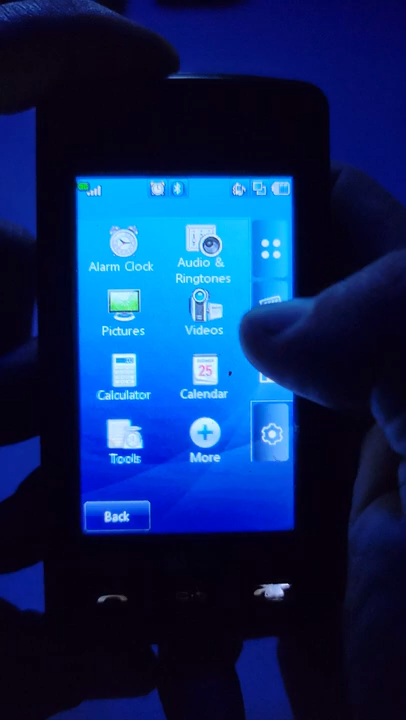 Alarm Clock
Audio &
Ringtones
Pictures
Videos
Calculator
25
Calendar
Tools
More
Back